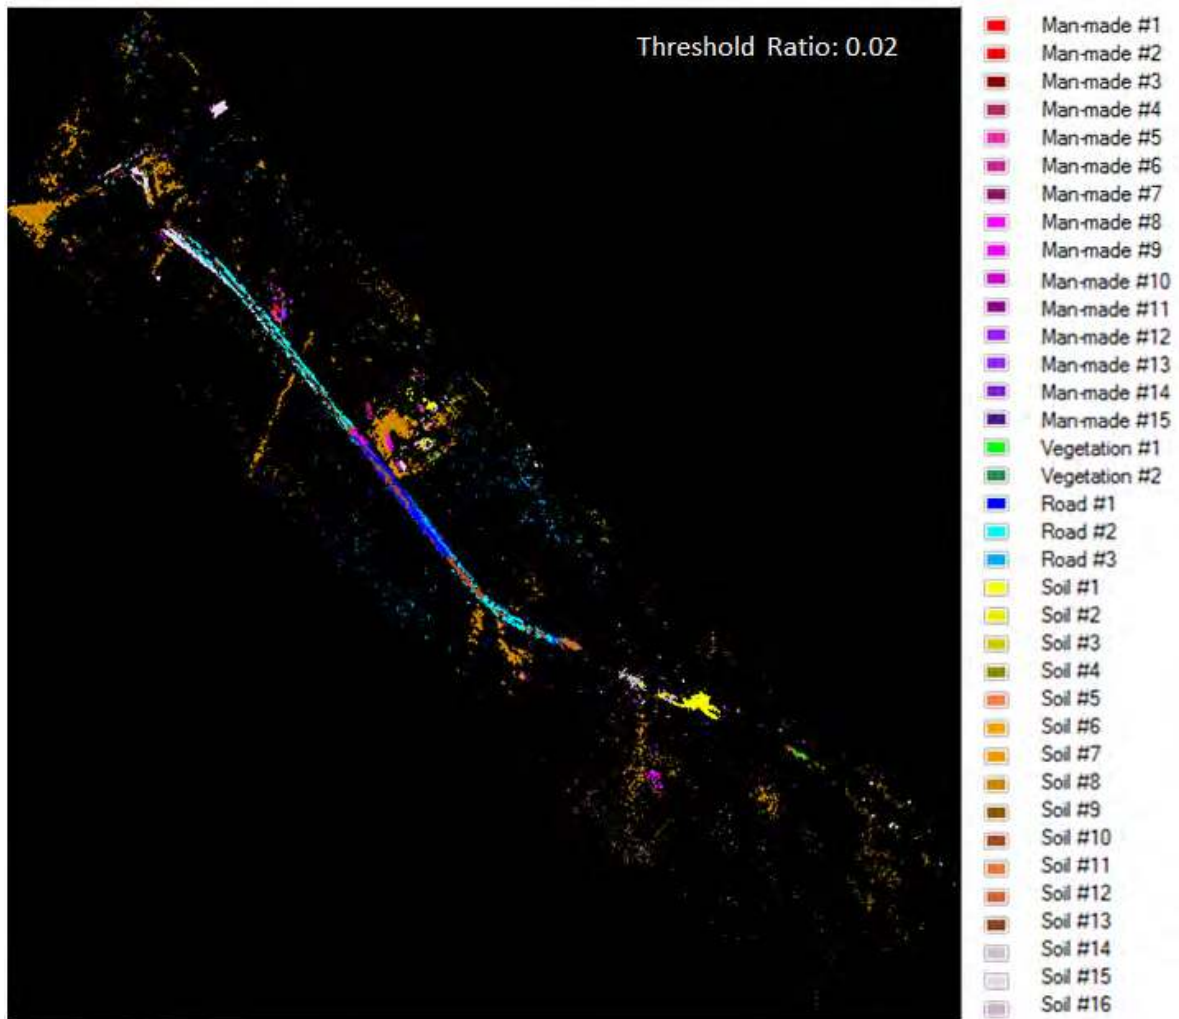 Threshold Ratio: 0.02
Man-made #1
Man-made #2
Man-made #3
Man-made #4
Man-made #5
Man-made #6
Man-made #7
Man-made #8
Man-made #9
Man-made #10
Man-made #11
Man-made #12
Man-made #13
Man-made #14
Man-made #15
Vegetation #1
Vegetation #2
Road #1
Road #2
Road #3
Soil #1
Soil #2
Soil #3
Soil #4
Soil #5
Soil #6
Soil #7
Soil #8
Soil #9
Soil #10
Soil #11
Soil #12
Soil #13
Soil #14
Soil #15
Soil #16